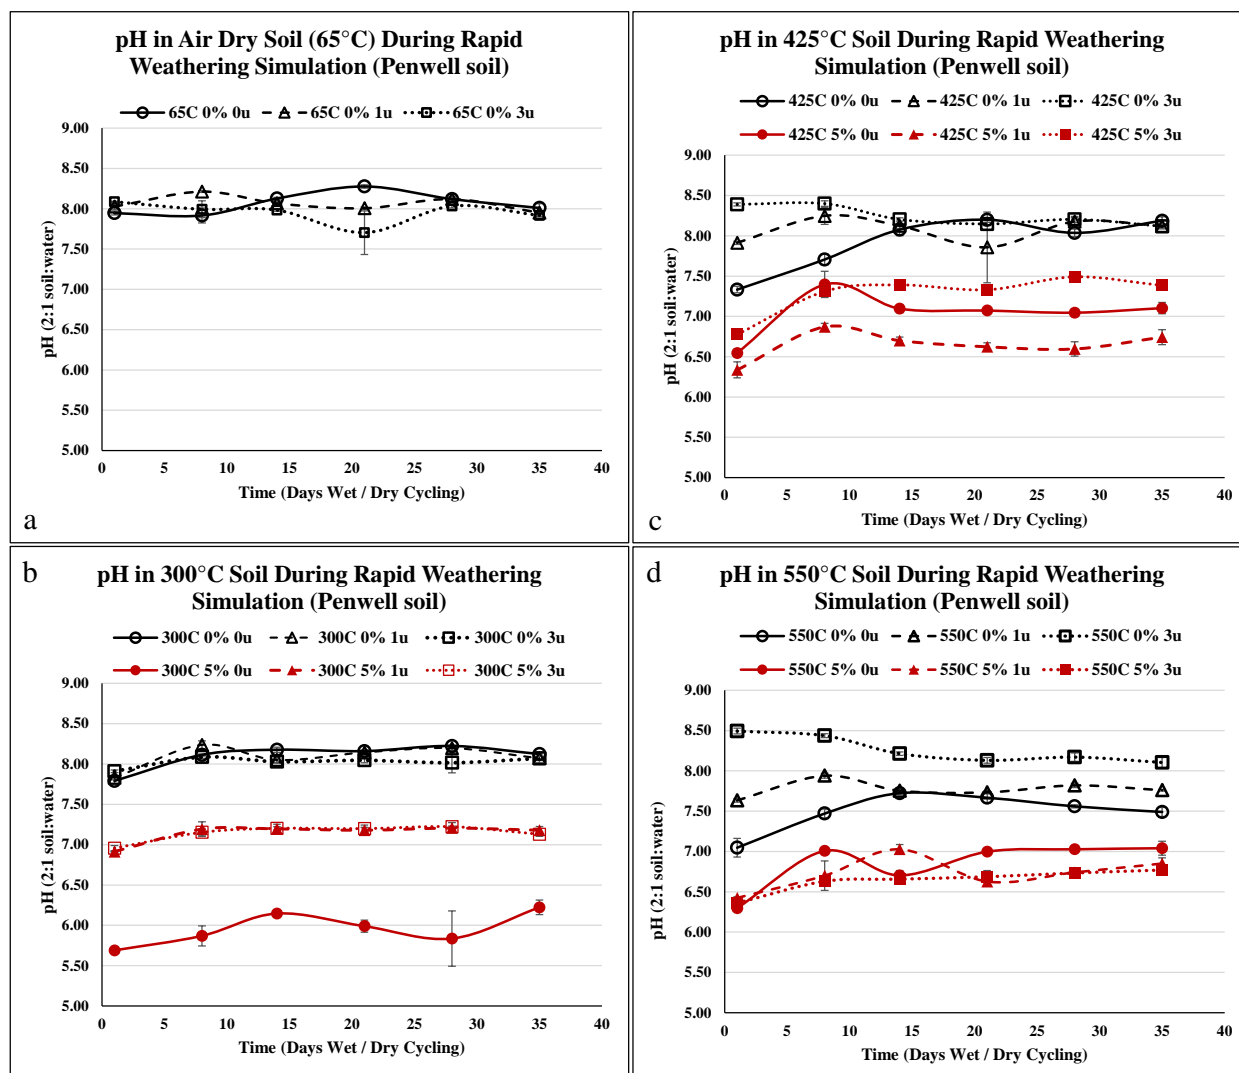 pH in Air Dry Soil (65°C) During Rapid
Weathering Simulation (Penwell soil)
65C 0% 0u 65C 0% 1u 65C 0% 3u
9.00
8.50
8.00
7.50
7.00
6.50
6.00
5.50
5.00
pH (2:1 soil:water)
0 5 10 15 20 25 30 35 40
Time (Days Wet / Dry Cycling)
a
pH in 425°C Soil During Rapid Weathering
Simulation (Penwell soil)
425C 0% 0u 425C 0% 1u 425C 0% 3u
425C 5% 0u 425C 5% 1u 425C 5% 3u
9.00
8.50
8.00
7.50
7.00
6.50
6.00
5.50
5.00
pH (2:1 soil:water)
0 5 10 15 20 25 30 35 40
Time (Days Wet / Dry Cycling)
c
b
pH in 300°C Soil During Rapid Weathering
Simulation (Penwell soil)
300C 0% 0u 300C 0% 1u 300C 0% 3u
300C 5% 0u 300C 5% 1u 300C 5% 3u
9.00
8.50
8.00
7.50
7.00
6.50
6.00
5.50
5.00
pH (2:1 soil:water)
0 5 10 15 20 25 30 35 40
Time (Days Wet / Dry Cycling)
d
pH in 550°C Soil During Rapid Weathering
Simulation (Penwell soil)
550C 0% 0u 550C 0% 1u 550C 0% 3u
550C 5% 0u 550C 5% 1u 550C 5% 3u
9.00
8.50
8.00
7.50
7.00
6.50
6.00
5.50
5.00
pH (2:1 soil:water)
0 5 10 15 20 25 30 35 40
Time (Days Wet / Dry Cycling)